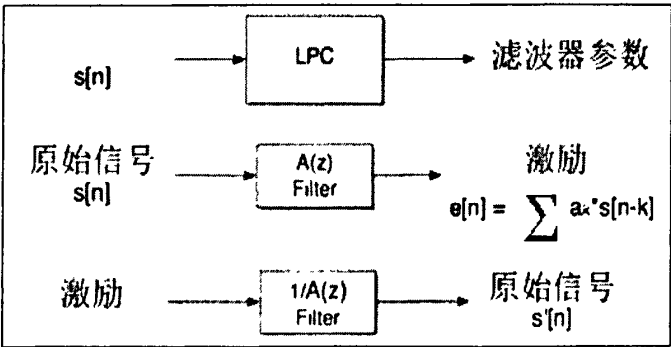 s[n]
LPC
滤波器参数
原始信号
s[n]
A(z)
Filter
激励
e[n] = ∑ aₖ*s[n-k]
激励
1/A(z)
Filter
原始信号
s'[n]